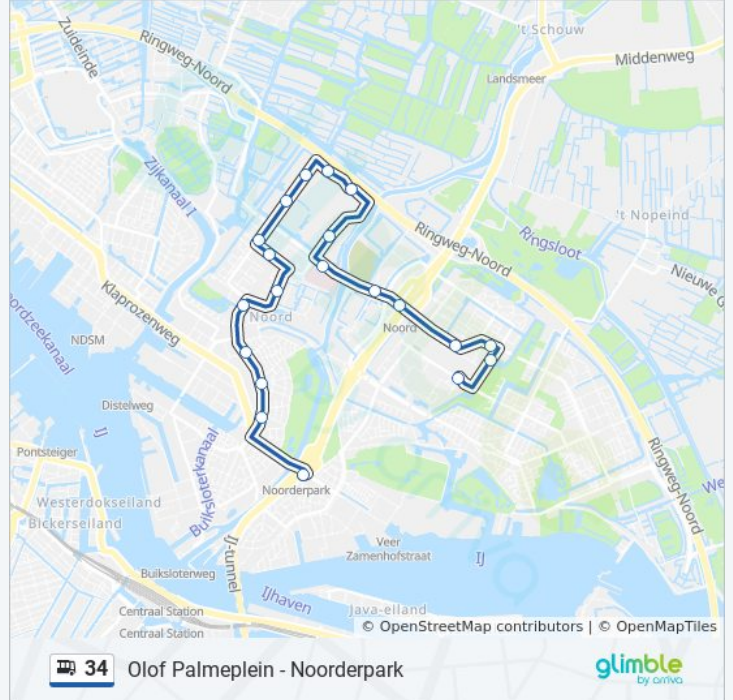 't Schouw
Zuideinde
Ringweg-Noord
Middenweg
Landsmeer
Zijkanaal I
't Nopeind
Ringsloot
Ringweg-Noord
Nieuwe G
Klaprozenweg
oordzeekanaal
Noord
Noord
NDSM
Distelweg
IJ
Pontsteiger
Buiksloterkanaal
Ringweg-Noord
We
Noorderpark
Westerdokseiland
Bickerseiland
IJ-tunnel
Veer
Zamenhofstraat
IJ
Buiksloterweg
IJhaven
Centraal Station
Java-eiland
Centraal Station
© OpenStreetMap contributors | © OpenMapTiles
34 Olof Palmeplein - Noorderpark
glimble
by arriva